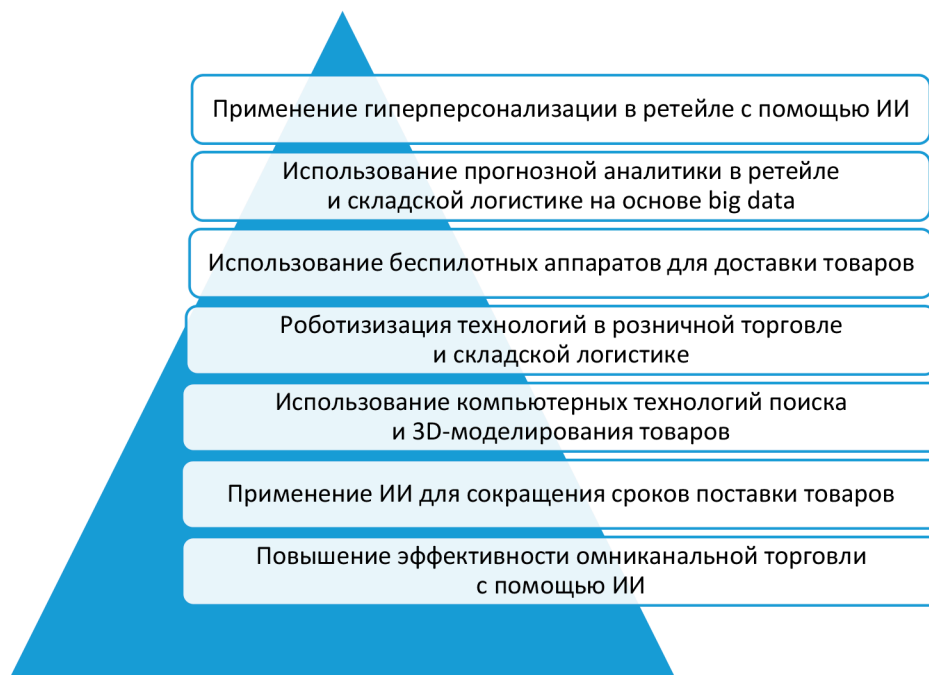 Применение гиперперсонализации в ретейле с помощью ИИ
Использование прогнозной аналитики в ретейле
и складской логистике на основе big data
Использование беспилотных аппаратов для доставки товаров
Роботизизация технологий в розничной торговле
и складской логистике
Использование компьютерных технологий поиска
и 3D-моделирования товаров
Применение ИИ для сокращения сроков поставки товаров
Повышение эффективности омниканальной торговли
с помощью ИИ